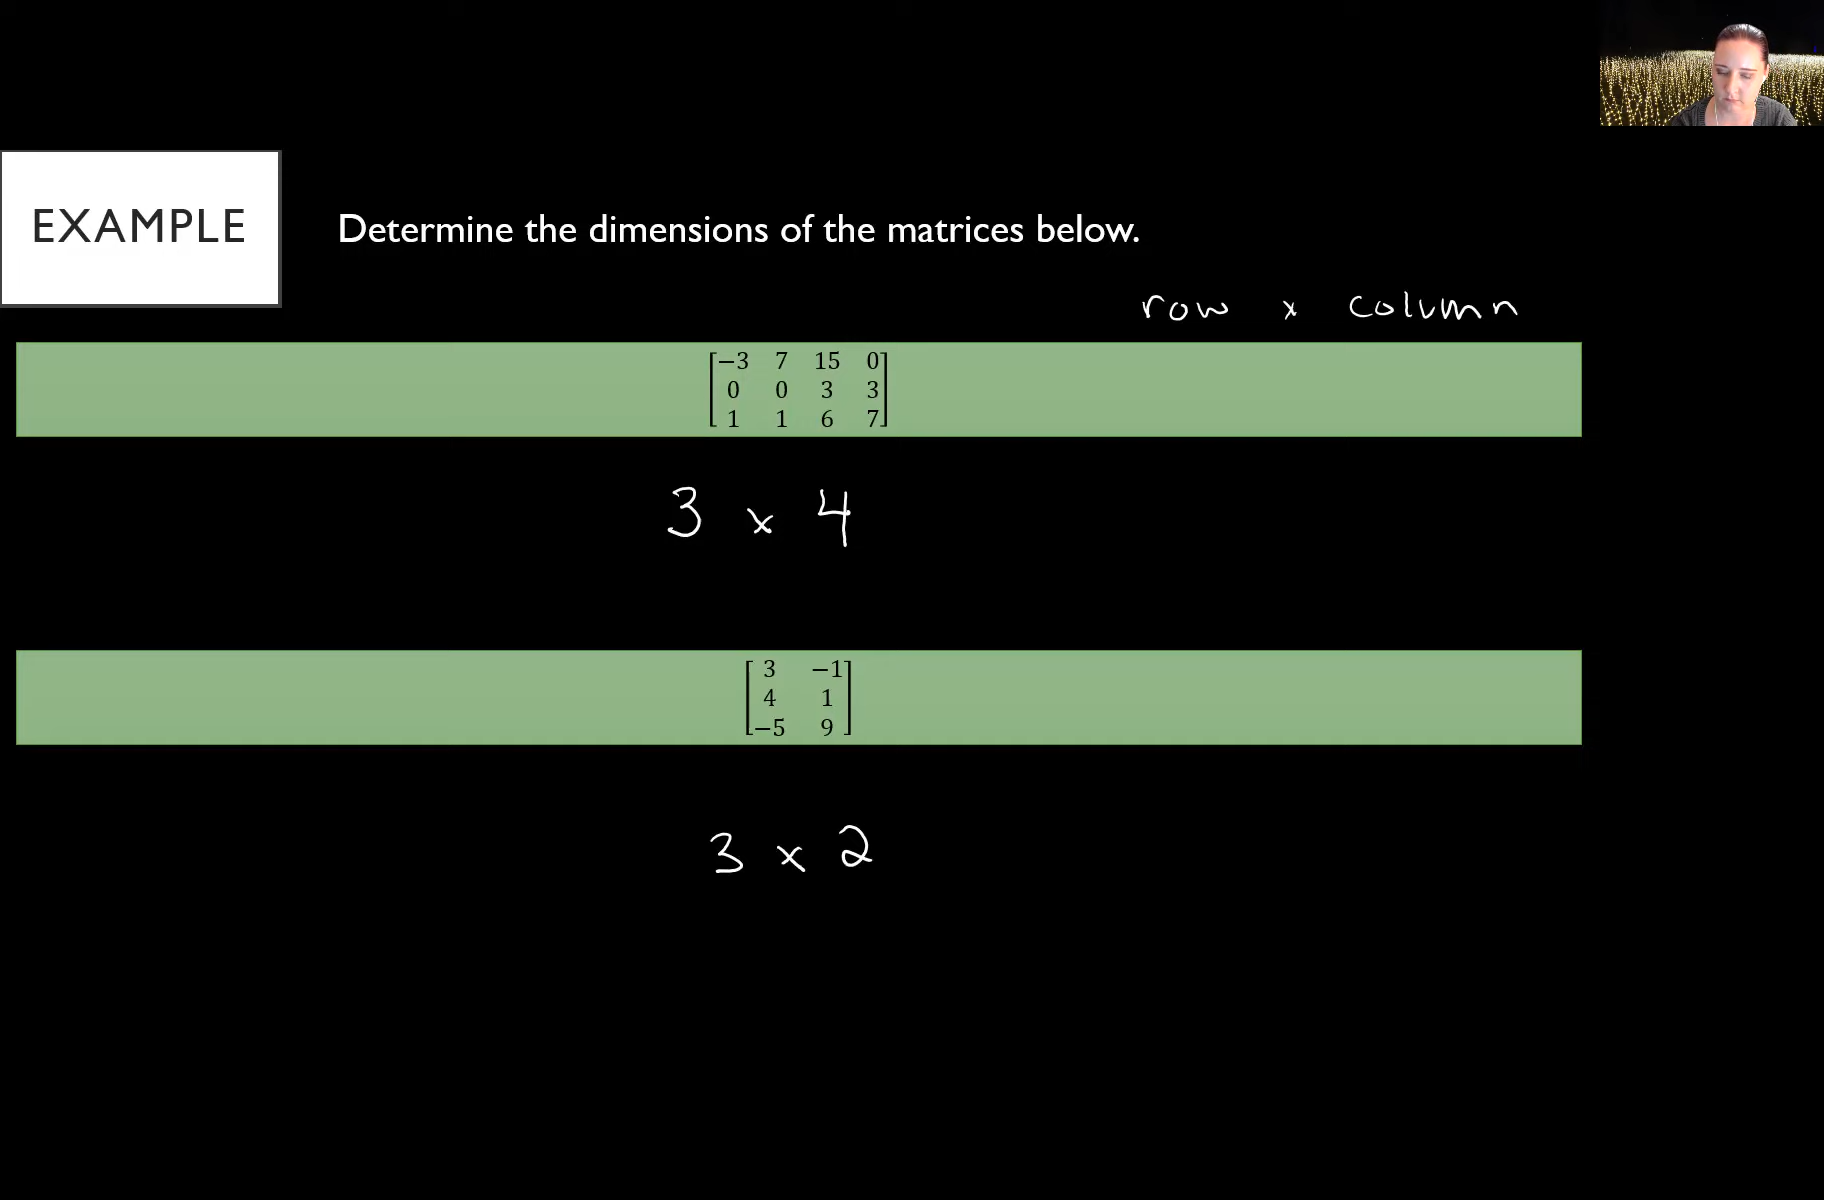 EXAMPLE
Determine the dimensions of the matrices below.
row x column
−3 7 15 0
0 0 3 3
1 1 6 7
3 x 4
3 −1
4 1
−5 9
3 x 2